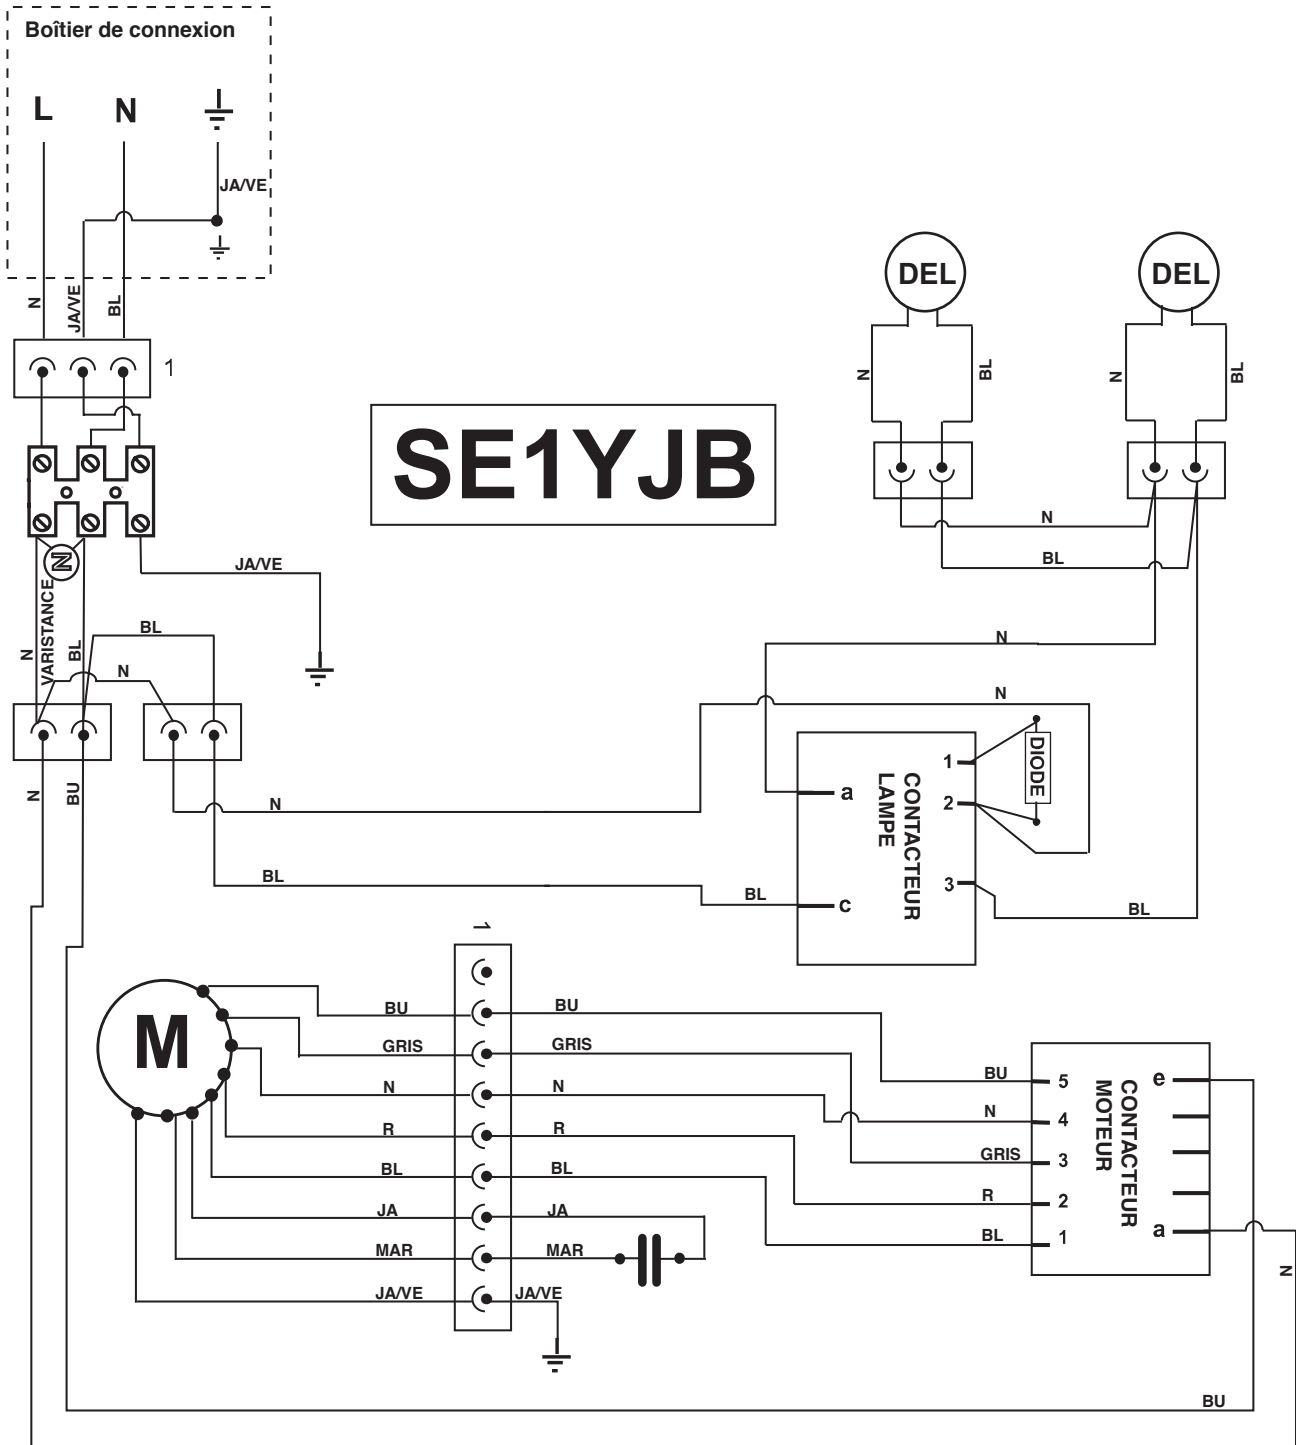 Boîtier de connexion
L
N
JA/VE
N
JA/VE
BL
1
DEL
DEL
N
BL
N
BL
SE1YJB
N
BL
JA/VE
N
VARISTANCE
N
BL
BL
N
N
N
1
DIODE
2
3
a
c
CONTACTEUR
LAMPE
N
BU
N
BL
BL
BL
1
M
BU
BU
GRIS
GRIS
N
N
R
R
BL
BL
JA
JA
MAR
MAR
JA/VE
JA/VE
BU
5
N
4
GRIS
3
R
2
BL
1
CONTACTEUR
MOTEUR
e
a
N
BU